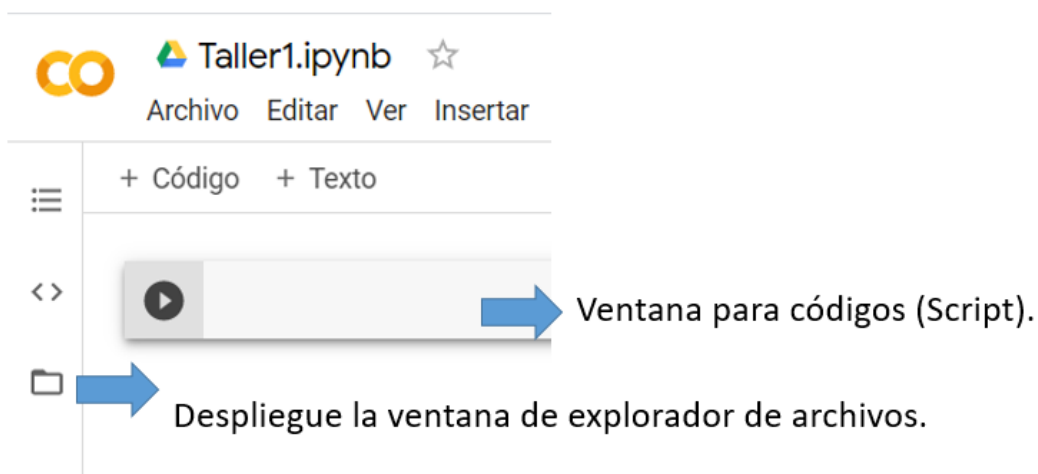 CO
Taller1.ipynb
Archivo Editar Ver Insertar
+ Código + Texto
Ventana para códigos (Script).
Despliegue la ventana de explorador de archivos.